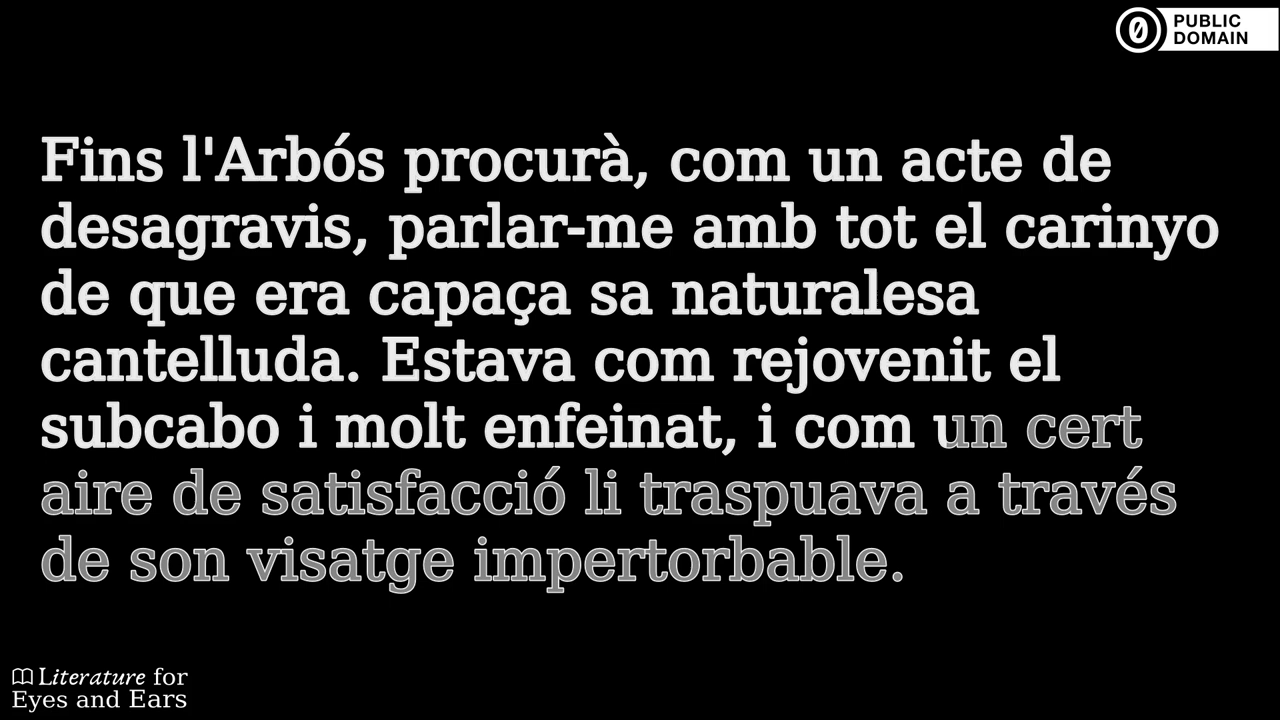 PUBLIC
DOMAIN
Fins l'Arbós procurà, com un acte de
desagravis, parlar-me amb tot el carinyo
de que era capaça sa naturalesa
cantelluda. Estava com rejovenit el
subcabo i molt enfeinat, i com un cert
aire de satisfacció li traspuava a través
de son visatge impertorbable.
Literature for
Eyes and Ears